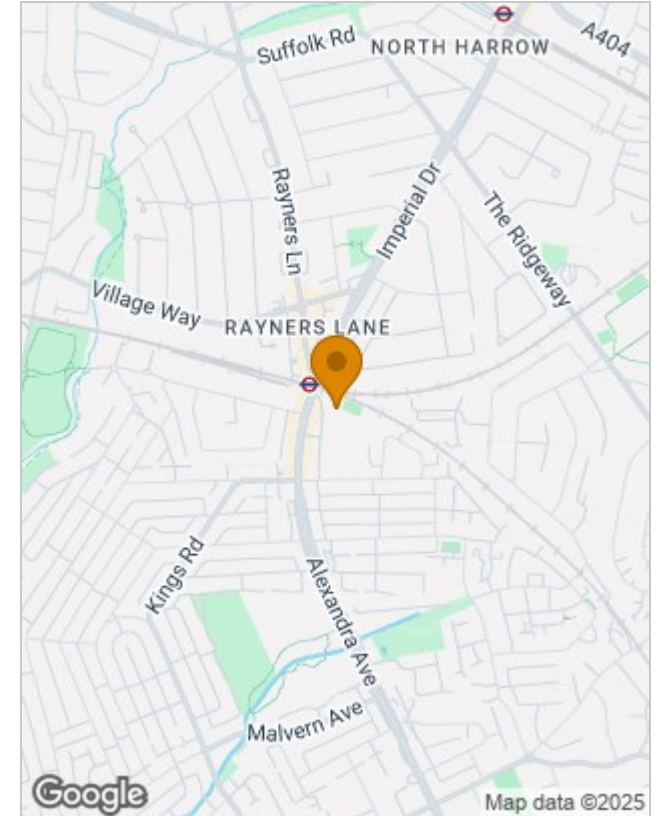 Suffolk Rd
NORTH HARROW
A404
Rayners Ln
Imperial Dr
The Ridgeway
Village Way
RAYNERS LANE
Kings Rd
Alexandra Ave
Malvern Ave
Google
Map data ©2025